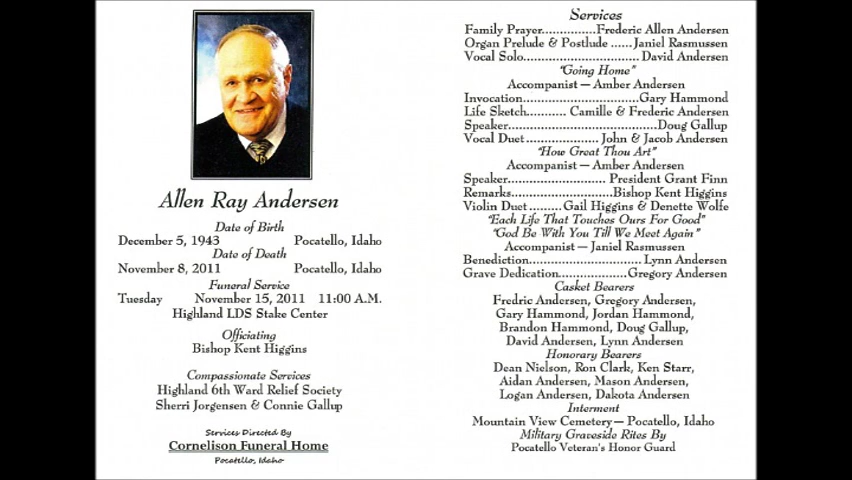 Allen Ray Andersen
Date of Birth
December 5, 1943 Pocatello, Idaho
Date of Death
November 8, 2011 Pocatello, Idaho
Funeral Service
Tuesday November 15, 2011 11:00 A.M.
Highland LDS Stake Center
Officiating
Bishop Kent Higgins
Compassionate Services
Highland 6th Ward Relief Society
Sherri Jorgensen & Connie Gallup
Services Directed By
Cornelison Funeral Home
Pocatello, Idaho
Services
Family Prayer..............Frederic Allen Andersen
Organ Prelude & Postlude ......Janiel Rasmussen
Vocal Solo.............................. David Andersen
"Going Home"
Accompanist — Amber Andersen
Invocation..............................Gary Hammond
Life Sketch.......... Camille & Frederic Andersen
Speaker.......................................Doug Gallup
Vocal Duet ................... John & Jacob Andersen
"How Great Thou Art"
Accompanist — Amber Andersen
Speaker.......................... President Grant Finn
Remarks..................................Bishop Kent Higgins
Violin Duet .........Gail Higgins & Denette Wolfe
"Each Life That Touches Ours For Good"
"God Be With You Till We Meet Again"
Accompanist — Janiel Rasmussen
Benediction...............................Lynn Andersen
Grave Dedication..................Gregory Andersen
Casket Bearers
Fredric Andersen, Gregory Andersen,
Gary Hammond, Jordan Hammond,
Brandon Hammond, Doug Gallup,
David Andersen, Lynn Andersen
Honorary Bearers
Dean Nielson, Ron Clark, Ken Starr,
Aidan Andersen, Mason Andersen,
Logan Andersen, Dakota Andersen
Interment
Mountain View Cemetery— Pocatello, Idaho
Military Graveside Rites By
Pocatello Veteran's Honor Guard